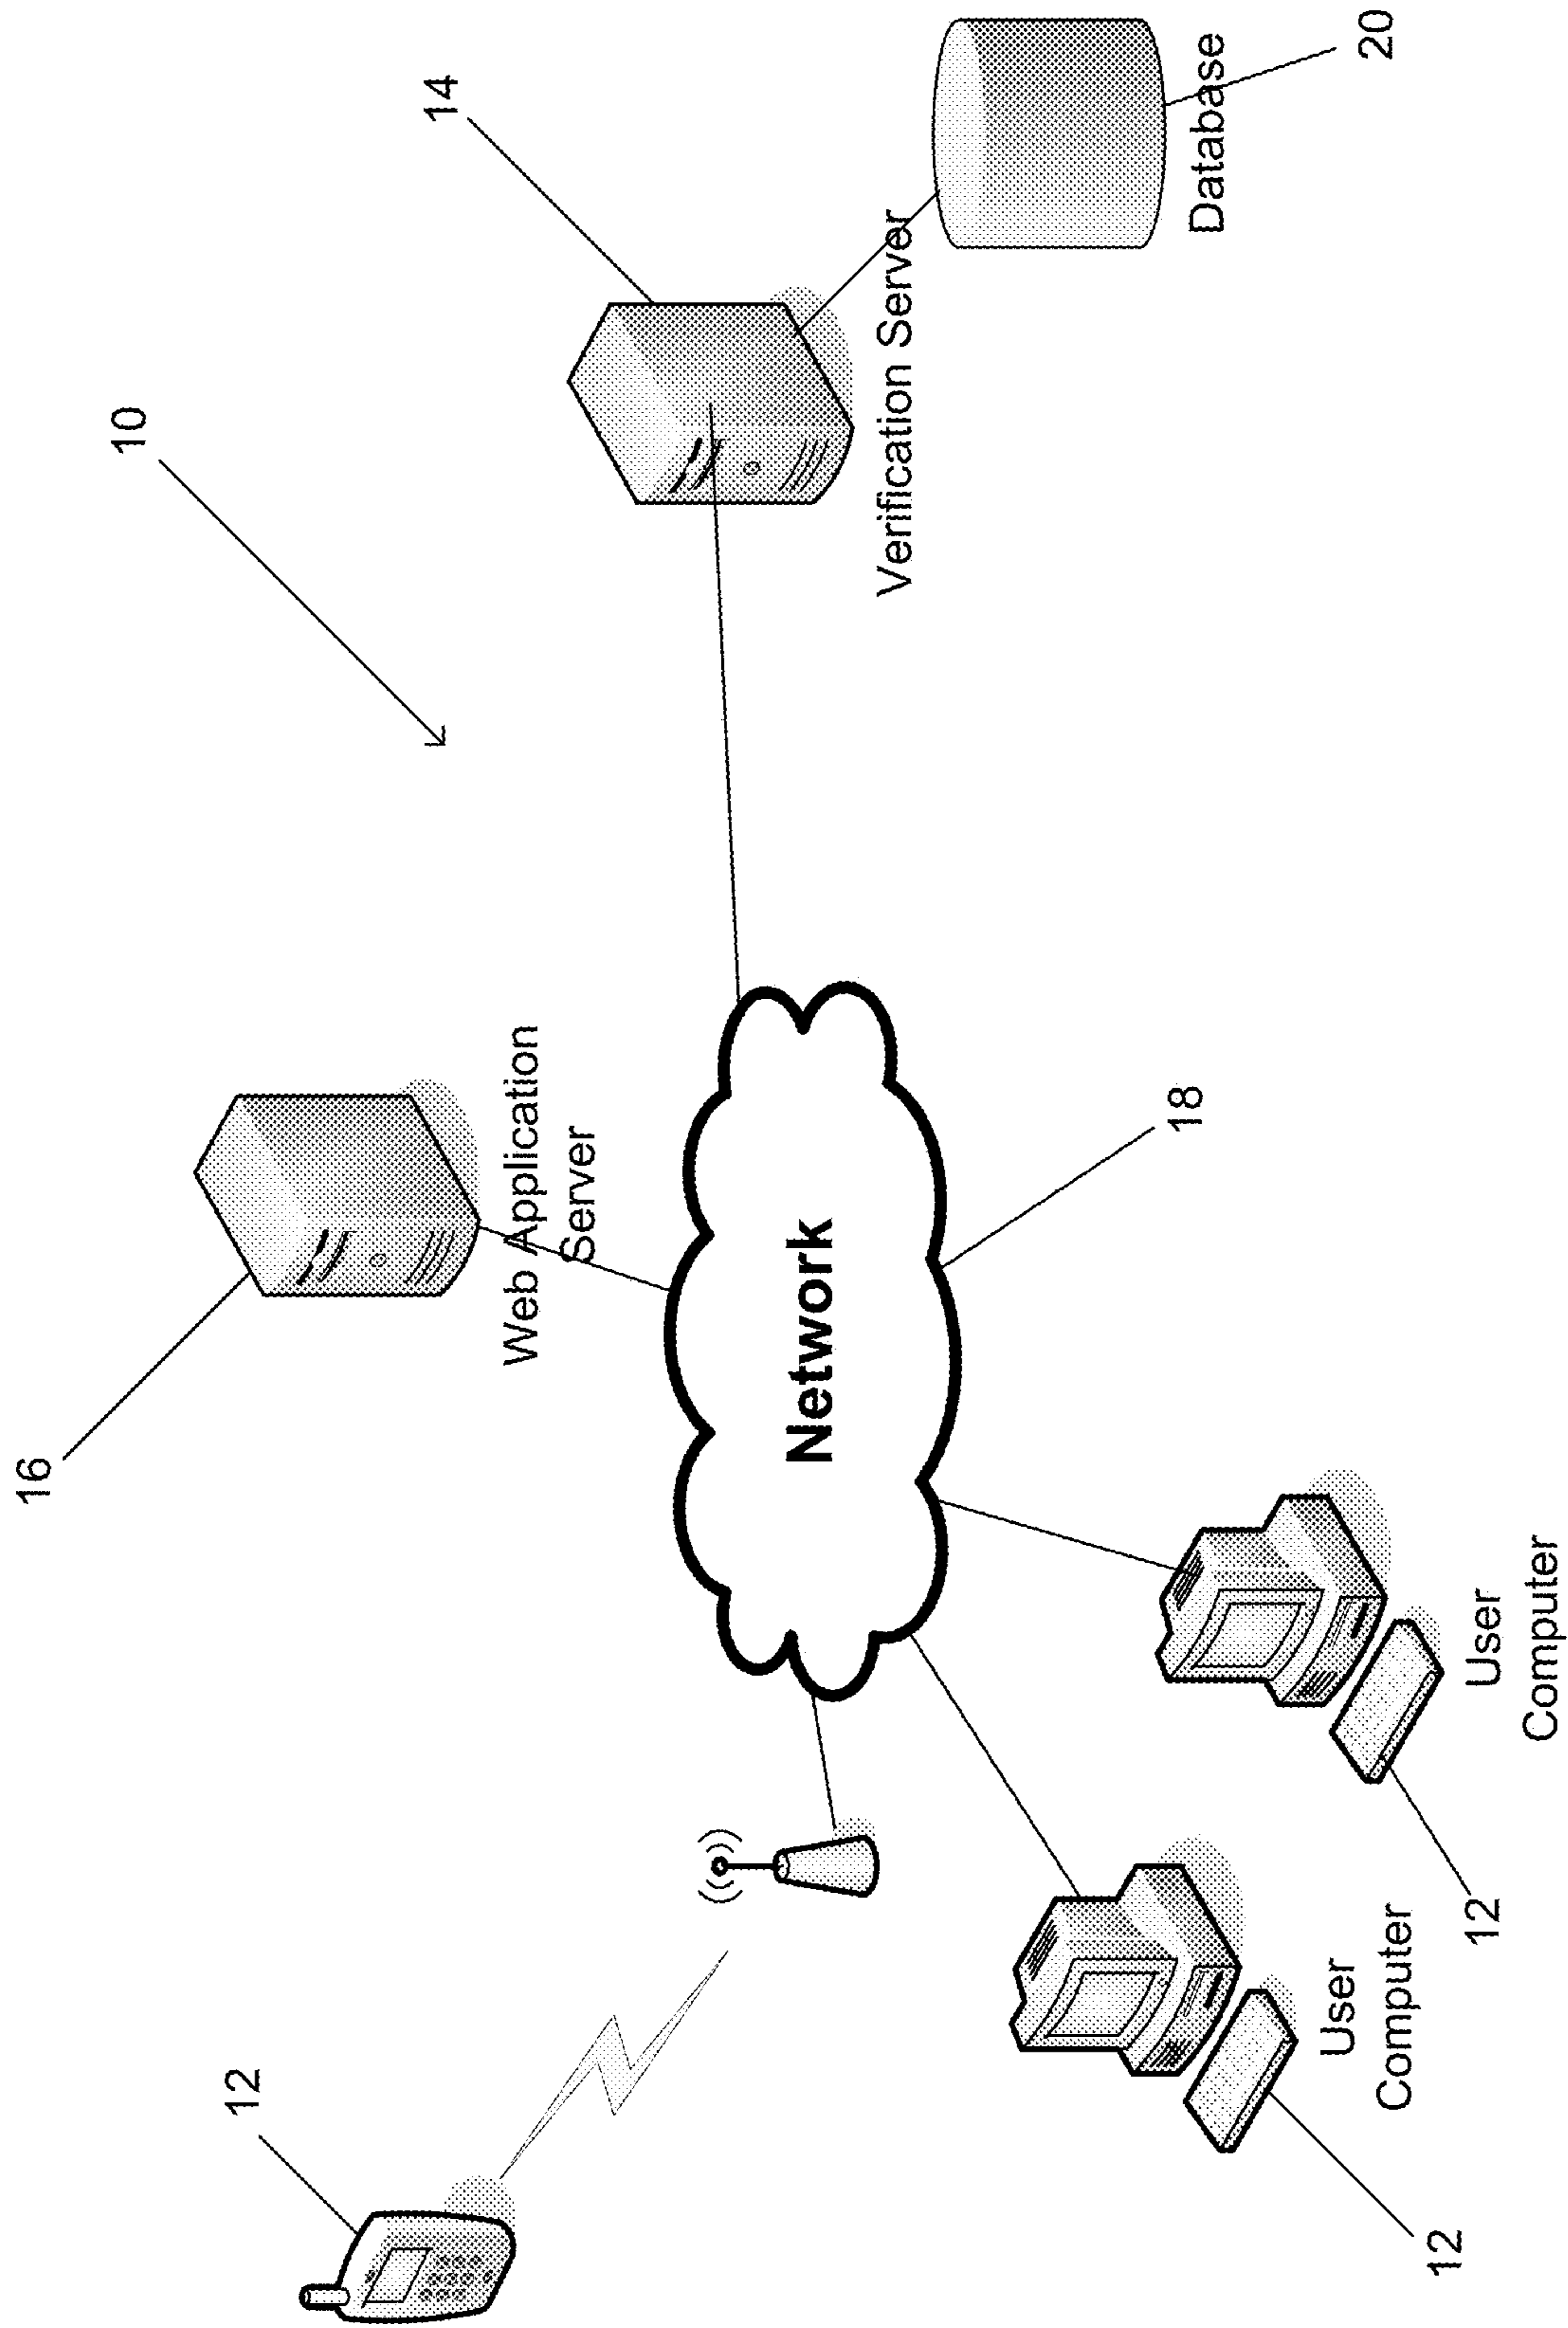 16
10
12
14
Web Application
Server
Network
Verification Server
18
Database
20
User
Computer
12
12
User
Computer